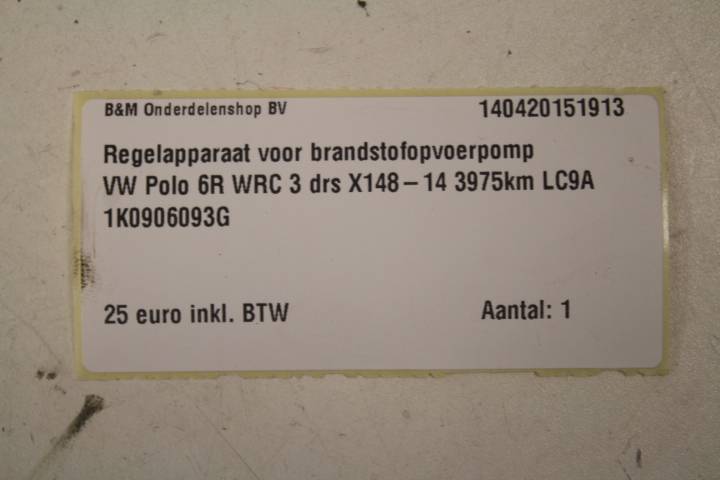 B&M Onderdelenshop BV 140420151913
Regelapparaat voor brandstofopvoerpomp
VW Polo 6R WRC 3 drs X148 – 14 3975km LC9A
1K0906093G
25 euro inkl. BTW Aantal: 1